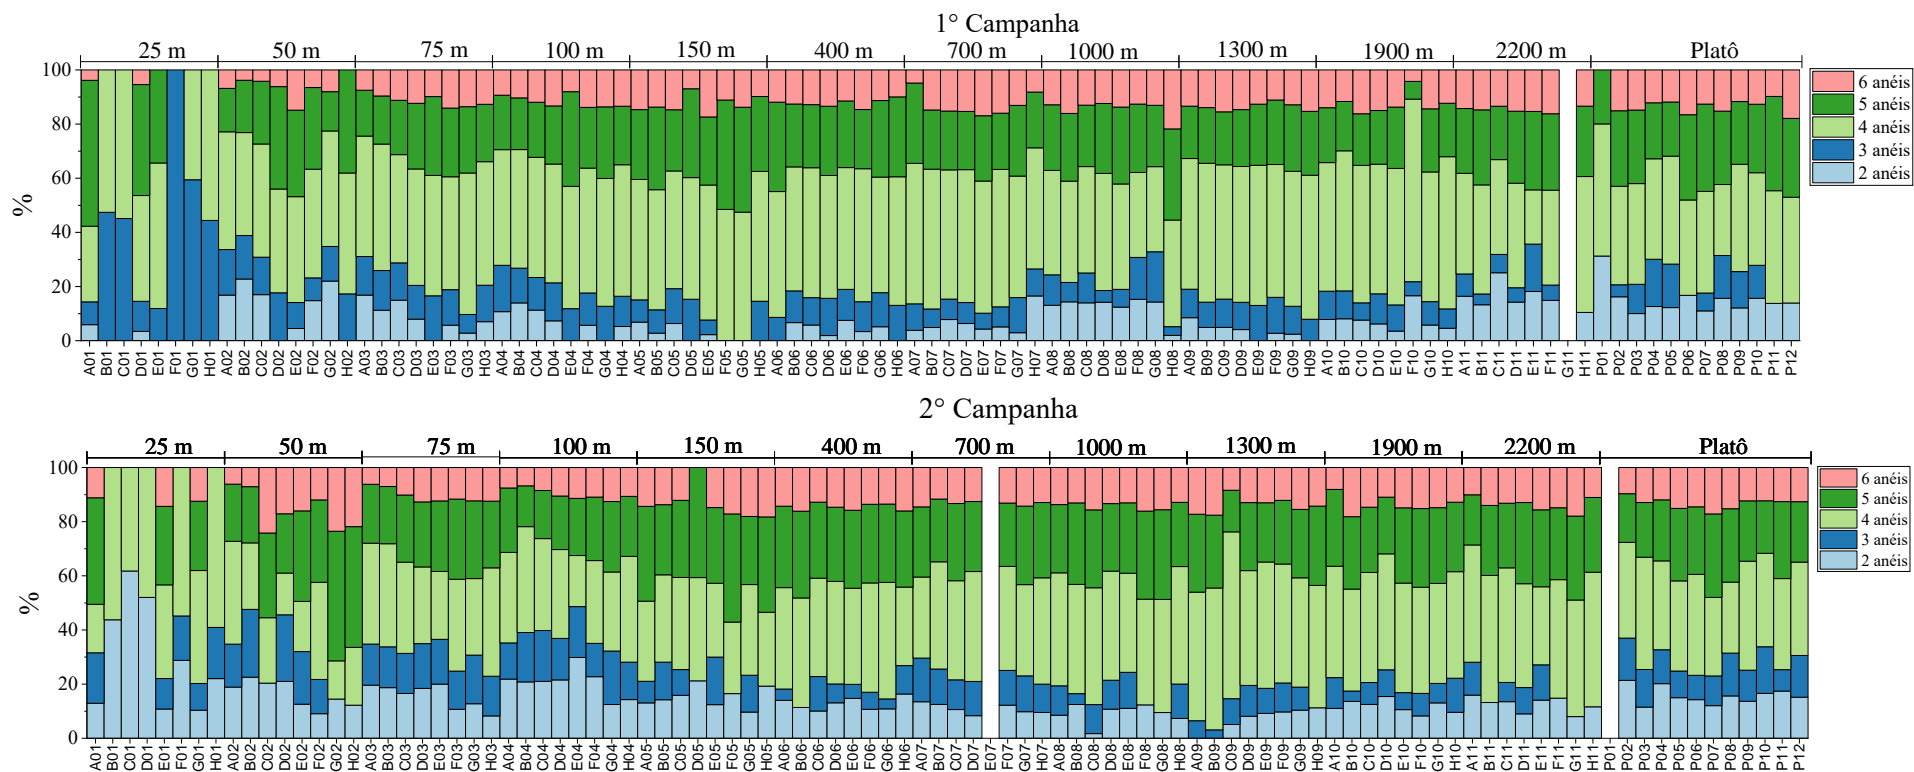 1° Campanha
25 m 50 m 75 m 100 m 150 m 400 m 700 m 1000 m 1300 m 1900 m 2200 m Platô
100
80
60
40
20
0
%
6 anéis
5 anéis
4 anéis
3 anéis
2 anéis
A01 B01 C01 D01 E01 F01 G01 H01 A02 B02 C02 D02 E02 F02 G02 H02 A03 B03 C03 D03 E03 F03 G03 H03 A04 B04 C04 D04 E04 F04 G04 H04 A05 B05 C05 D05 E05 F05 G05 H05 A06 B06 C06 D06 E06 F06 G06 H06 A07 B07 C07 D07 E07 F07 G07 H07 A08 B08 C08 D08 E08 F08 G08 H08 A09 B09 C09 D09 E09 F09 G09 H09 A10 B10 C10 D10 E10 F10 G10 H10 A11 B11 C11 D11 E11 F11 G11 H11 P01 P02 P03 P04 P05 P06 P07 P08 P09 P10 P11 P12
2° Campanha
25 m 50 m 75 m 100 m 150 m 400 m 700 m 1000 m 1300 m 1900 m 2200 m Platô
100
80
60
40
20
0
%
6 anéis
5 anéis
4 anéis
3 anéis
2 anéis
A01 B01 C01 D01 E01 F01 G01 H01 A02 B02 C02 D02 E02 F02 G02 H02 A03 B03 C03 D03 E03 F03 G03 H03 A04 B04 C04 D04 E04 F04 G04 H04 A05 B05 C05 D05 E05 F05 G05 H05 A06 B06 C06 D06 E06 F06 G06 H06 A07 B07 C07 D07 E07 F07 G07 H07 A08 B08 C08 D08 E08 F08 G08 H08 A09 B09 C09 D09 E09 F09 G09 H09 A10 B10 C10 D10 E10 F10 G10 H10 A11 B11 C11 D11 E11 F11 G11 H11 P01 P02 P03 P04 P05 P06 P07 P08 P09 P10 P11 P12